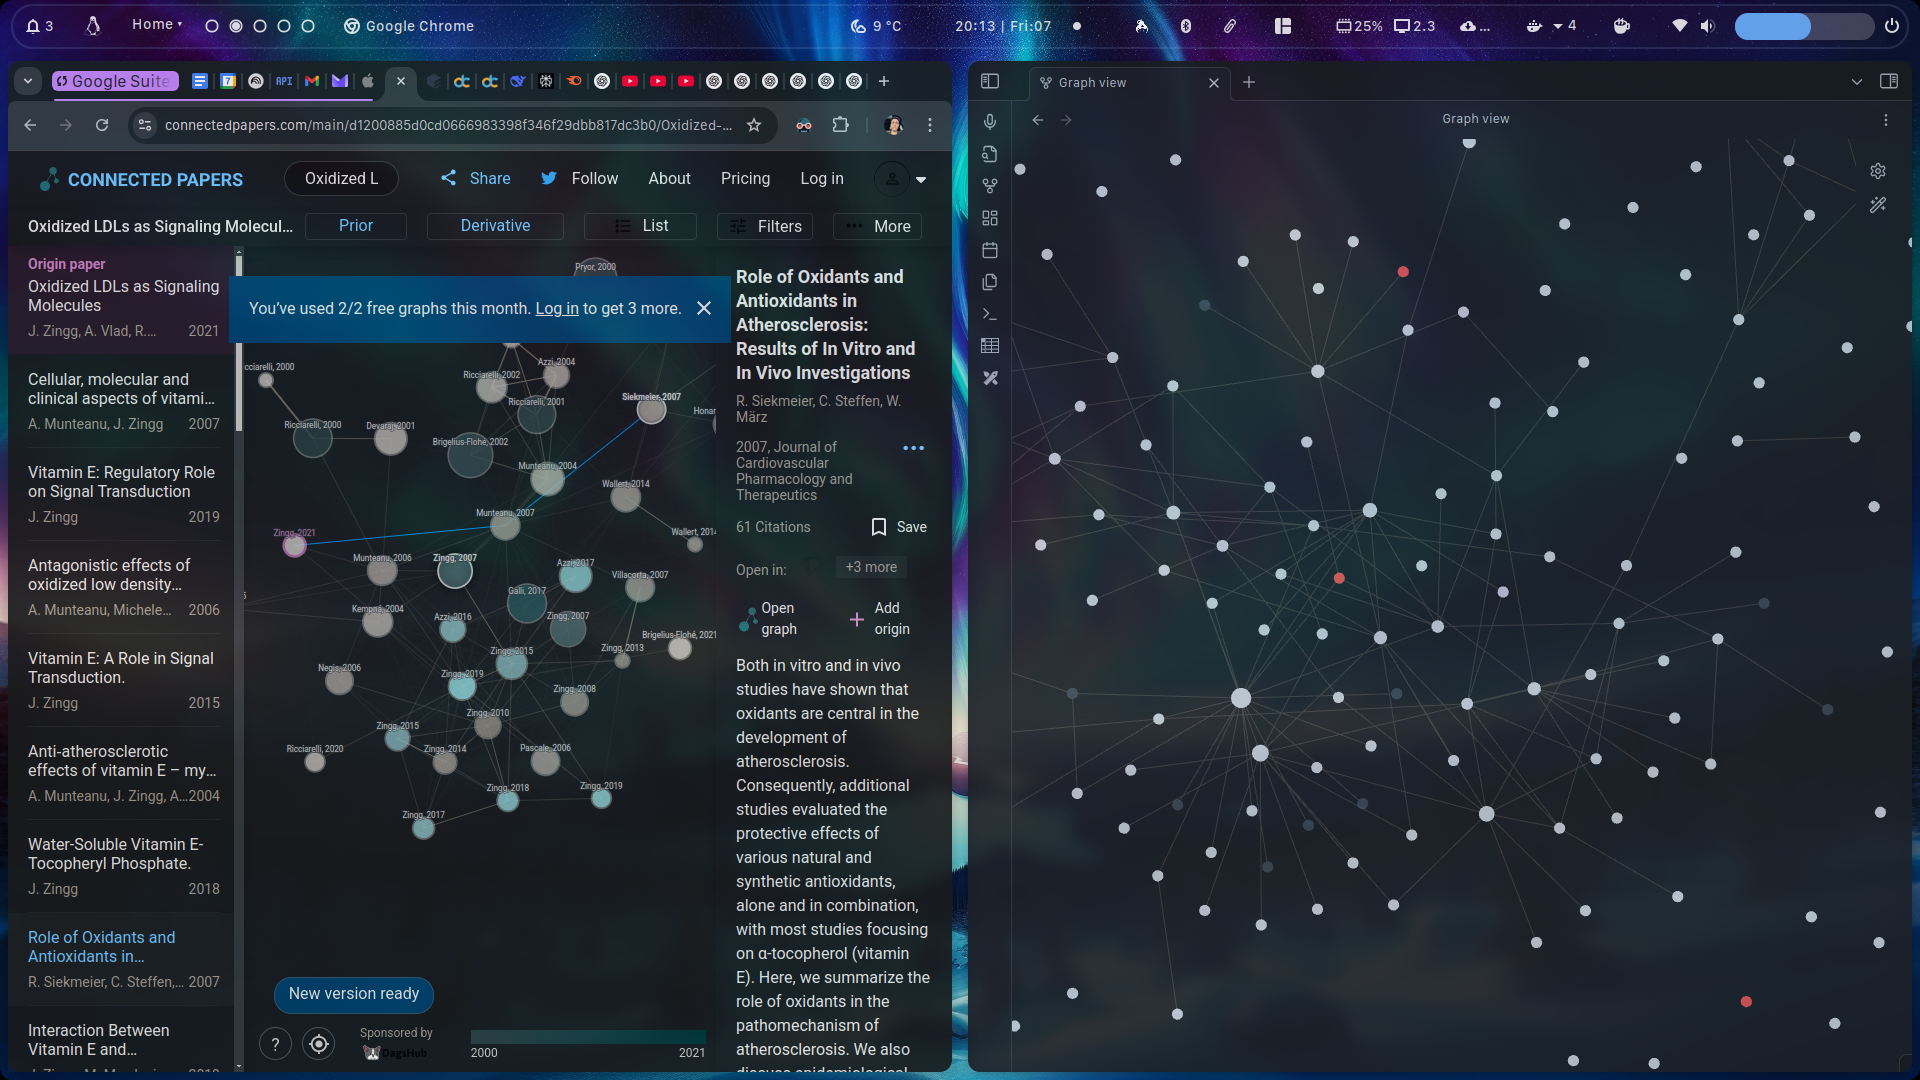 3
Home
Google Chrome
9 °C
20:13 | Fri:07
25%
2.3
...
4
Google Suite
7
API
Graph view
connectedpapers.com/main/d1200885d0cd0666983398f346f29dbb817dc3b0/Oxidized-...
Graph view
CONNECTED PAPERS
Oxidized L
Share
Follow
About
Pricing
Log in
Oxidized LDLs as Signaling Molecul...
Prior
Derivative
List
Filters
More
Origin paper
Oxidized LDLs as Signaling
Molecules
J. Zingg, A. Vlad, R....
2021
Cellular, molecular and
clinical aspects of vitami...
A. Munteanu, J. Zingg
2007
Vitamin E: Regulatory Role
on Signal Transduction
J. Zingg
2019
Antagonistic effects of
oxidized low density...
A. Munteanu, Michele...
2006
Vitamin E: A Role in Signal
Transduction.
J. Zingg
2015
Anti‐atherosclerotic
effects of vitamin E – my...
A. Munteanu, J. Zingg, A...2004
Water-Soluble Vitamin E-
Tocopheryl Phosphate.
J. Zingg
2018
Role of Oxidants and
Antioxidants in...
R. Siekmeier, C. Steffen,...
2007
Interaction Between
Vitamin E and...
Pryor, 2000
You've used 2/2 free graphs this month. Log in to get 3 more.
cciarelli, 2000
Azzi, 2004
Ricciarelli, 2002
Siekmeier, 2007
Ricciarelli, 2001
Honar
Ricciarelli, 2000
Devaraj, 2001
Brigelius-Flohé, 2002
Munteanu, 2004
Wallert, 2014
Munteanu, 2007
Zingg, 2021
Wallert, 2014
Munteanu, 2006
Zingg, 2007
Azzi, 2017
Villacorta, 2007
Galli, 2017
Kempná, 2004
Azzi, 2016
Zingg, 2007
Brigelius-Flohé, 2021
Zingg, 2015
Zingg, 2013
Negis, 2006
Zingg, 2019
Zingg, 2008
Zingg, 2010
Zingg, 2015
Ricciarelli, 2020
Zingg, 2014
Pascale, 2006
Zingg, 2018
Zingg, 2019
Zingg, 2017
New version ready
?
Sponsored by
DagsHub
2000
2021
Role of Oxidants and
Antioxidants in
Atherosclerosis:
Results of In Vitro and
In Vivo Investigations
R. Siekmeier, C. Steffen, W.
März
2007, Journal of
Cardiovascular
Pharmacology and
Therapeutics
61 Citations
Save
Open in:
+3 more
Open
graph
Add
origin
Both in vitro and in vivo
studies have shown that
oxidants are central in the
development of
atherosclerosis.
Consequently, additional
studies evaluated the
protective effects of
various natural and
synthetic antioxidants,
alone and in combination,
with most studies focusing
on α-tocopherol (vitamin
E). Here, we summarize the
role of oxidants in the
pathomechanism of
atherosclerosis. We also